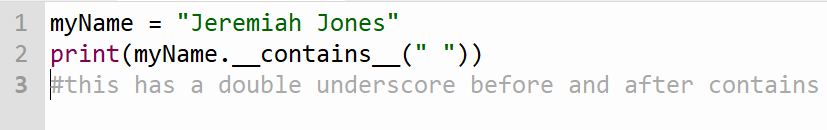 1 myName = "Jeremiah Jones"
2 print(myName.__contains__(" "))
3 #this has a double underscore before and after contains